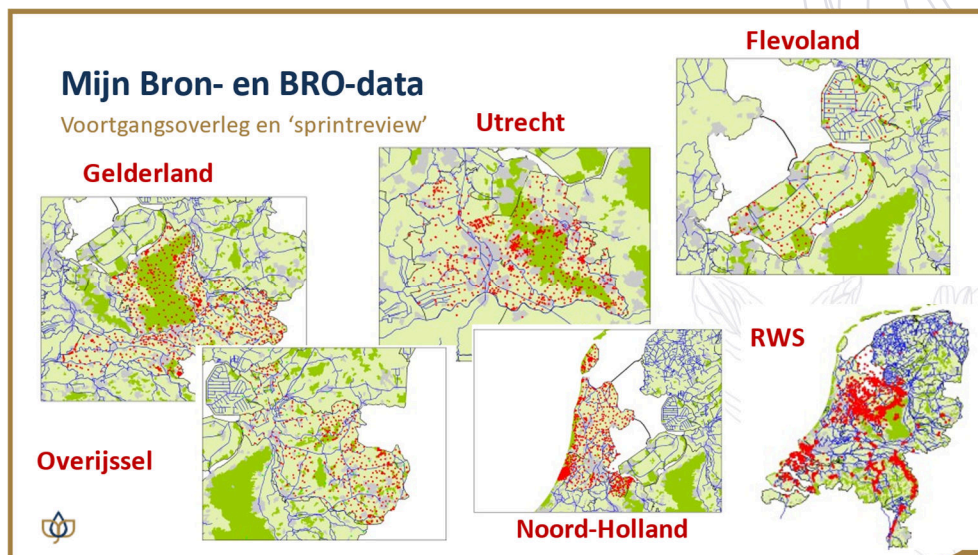 Mijn Bron- en BRO-data
Voortgangsoverleg en ‘sprintreview’
Flevoland
Utrecht
Gelderland
RWS
Overijssel
Noord-Holland